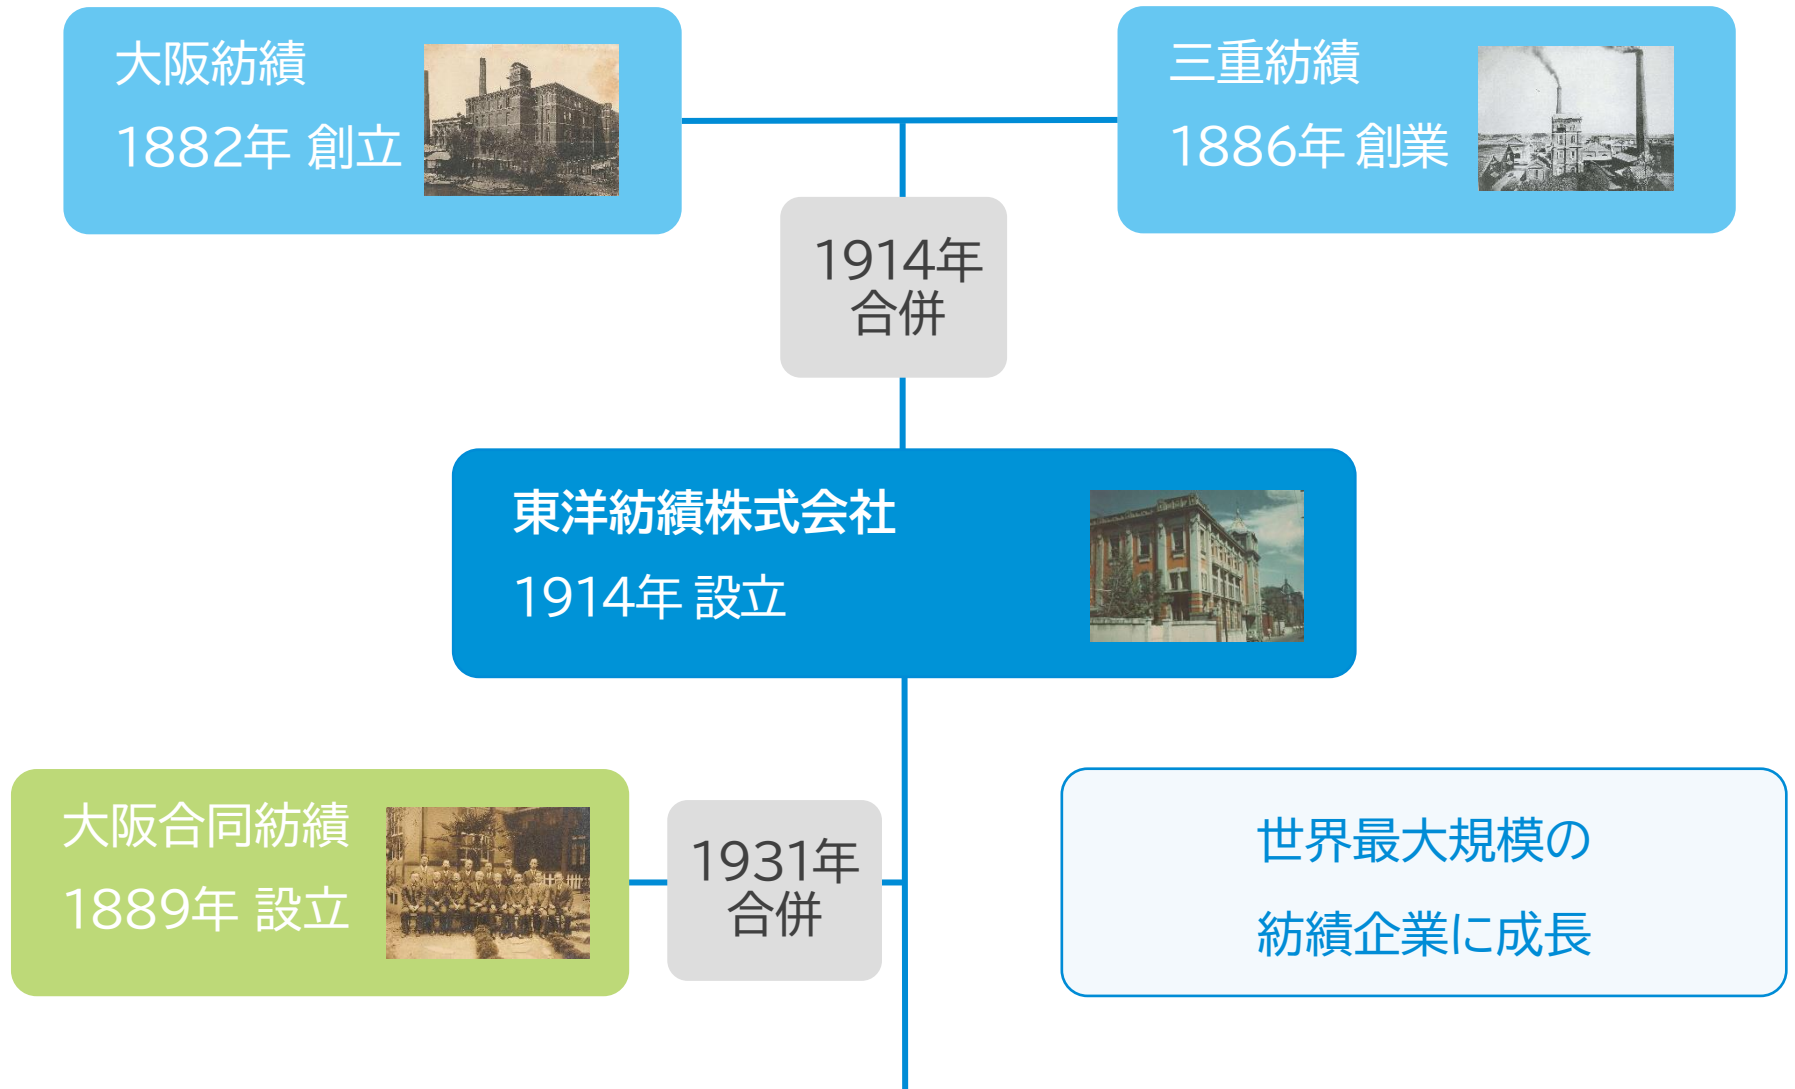 大阪紡績
1882年 創立
三重紡績
1886年 創業
1914年
合併
東洋紡績株式会社
1914年 設立
大阪合同紡績
1889年 設立
1931年
合併
世界最大規模の
紡績企業に成長